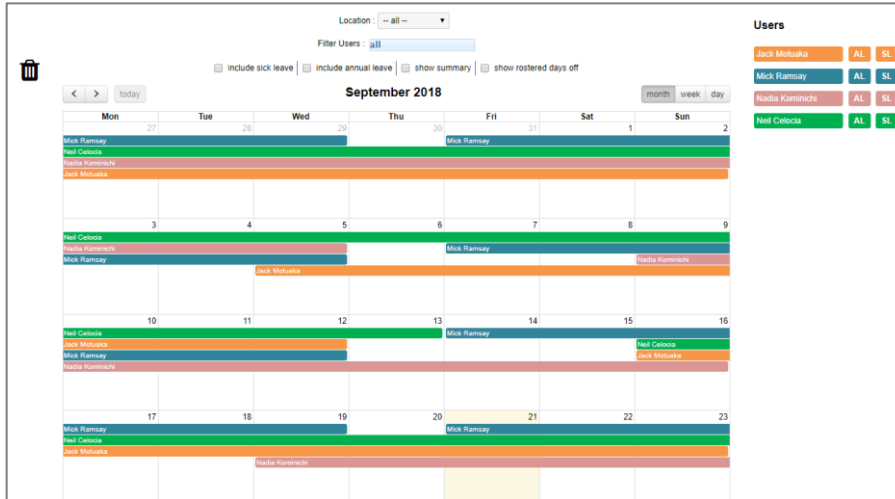 Location : -- all --
Filter Users : all
include sick leave include annual leave show summary show rostered days off
today September 2018 month week day
Mon Tue Wed Thu Fri Sat Sun
27 28 29 30 31 1 2
Mick Ramsay Mick Ramsay
Neil Celocia
Nadia Kominichi
Jack Motuaka
3 4 5 6 7 8 9
Neil Celocia
Nadia Kominichi Mick Ramsay
Mick Ramsay Nadia Kominichi
Jack Motuaka
10 11 12 13 14 15 16
Neil Celocia Mick Ramsay
Jack Motuaka Neil Celocia
Mick Ramsay Jack Motuaka
Nadia Kominichi
17 18 19 20 21 22 23
Mick Ramsay Mick Ramsay
Neil Celocia
Jack Motuaka
Nadia Kominichi
Users
Jack Motuaka AL SL
Mick Ramsay AL SL
Nadia Kominichi AL SL
Neil Celocia AL SL